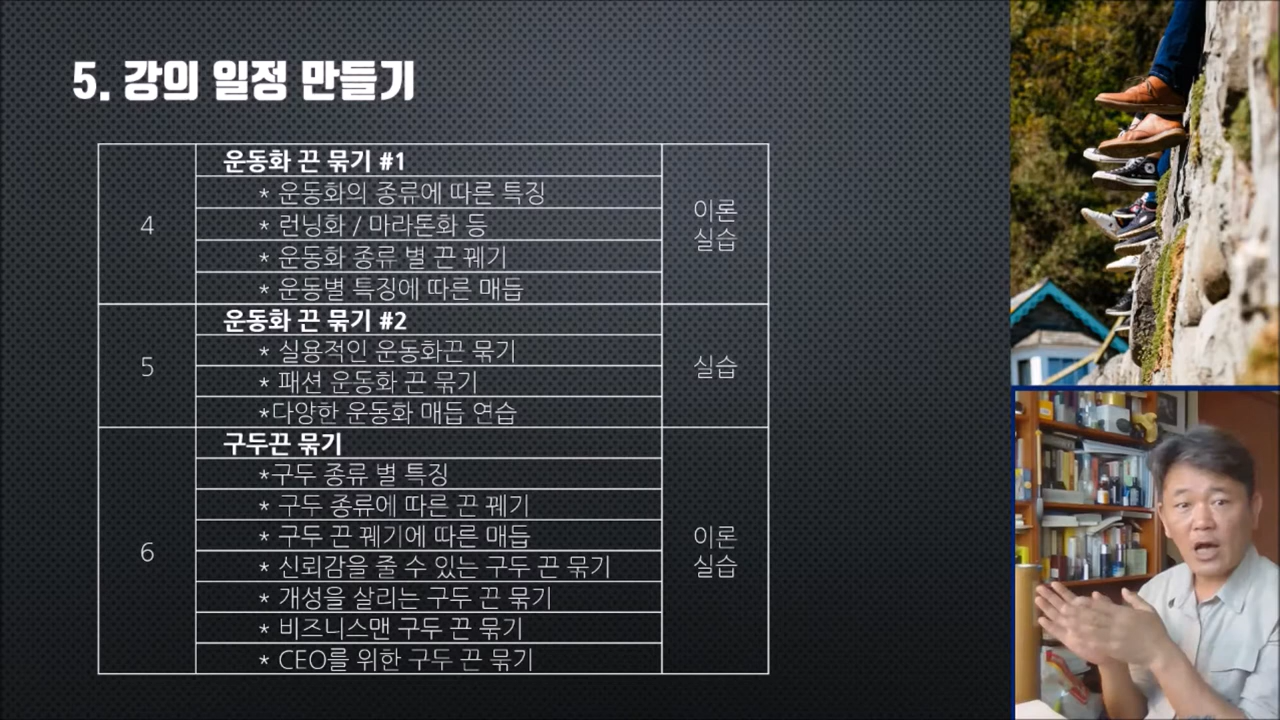 5. 강의 일정 만들기
4
운동화 끈 묶기 #1
* 운동화의 종류에 따른 특징
* 런닝화 / 마라톤화 등
* 운동화 종류 별 끈 꿰기
* 운동별 특징에 따른 매듭
이론
실습
5
운동화 끈 묶기 #2
* 실용적인 운동화끈 묶기
* 패션 운동화 끈 묶기
*다양한 운동화 매듭 연습
실습
6
구두끈 묶기
*구두 종류 별 특징
* 구두 종류에 따른 끈 꿰기
* 구두 끈 꿰기에 따른 매듭
* 신뢰감을 줄 수 있는 구두 끈 묶기
* 개성을 살리는 구두 끈 묶기
* 비즈니스맨 구두 끈 묶기
* CEO를 위한 구두 끈 묶기
이론
실습